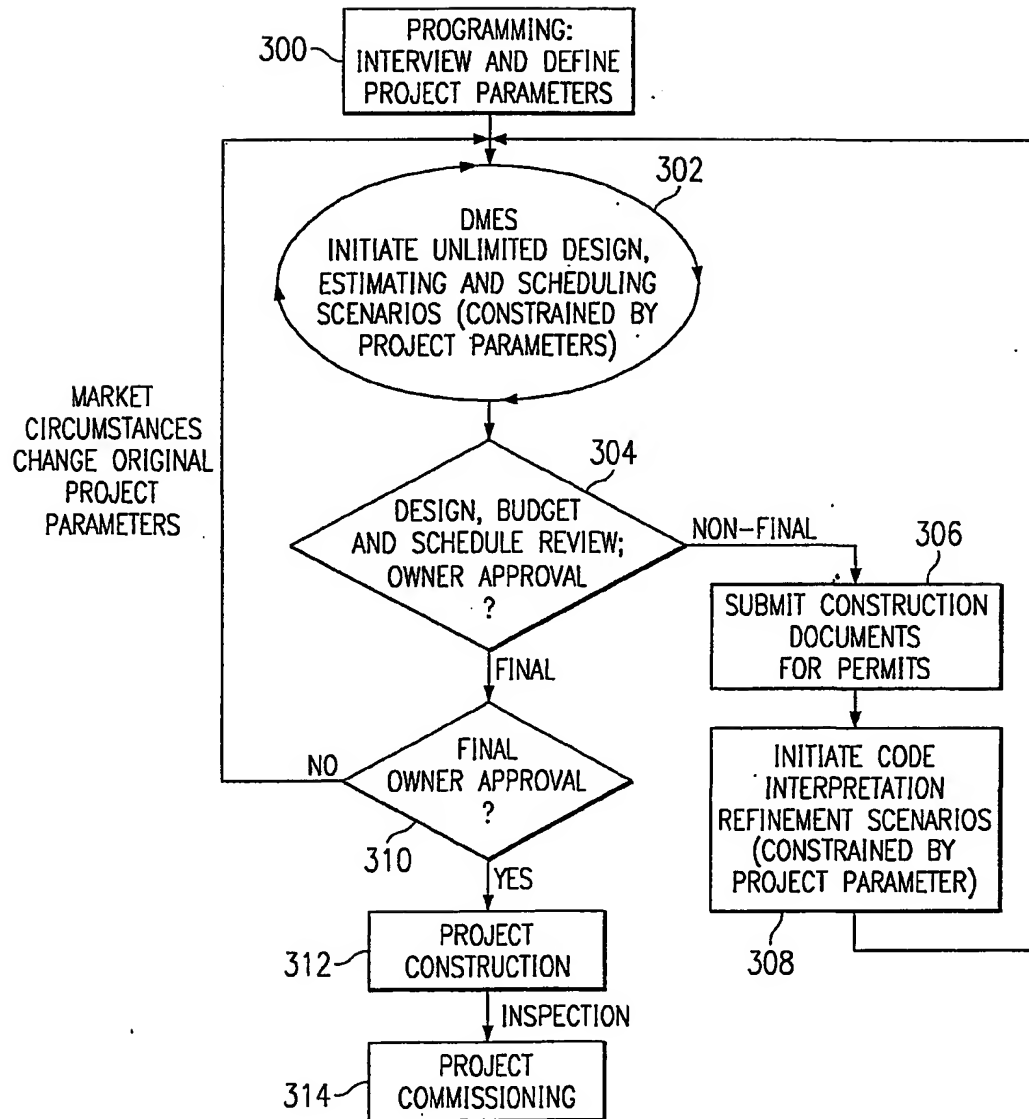 PROGRAMMING:
INTERVIEW AND DEFINE
PROJECT PARAMETERS
300
302
DMES
INITIATE UNLIMITED DESIGN,
ESTIMATING AND SCHEDULING
SCENARIOS (CONSTRAINED BY
PROJECT PARAMETERS)
MARKET
CIRCUMSTANCES
CHANGE ORIGINAL
PROJECT
PARAMETERS
304
DESIGN, BUDGET
AND SCHEDULE REVIEW;
OWNER APPROVAL
?
NON-FINAL
306
SUBMIT CONSTRUCTION
DOCUMENTS
FOR PERMITS
FINAL
FINAL
OWNER APPROVAL
?
NO
310
YES
INITIATE CODE
INTERPRETATION
REFINEMENT SCENARIOS
(CONSTRAINED BY
PROJECT PARAMETER)
308
PROJECT
CONSTRUCTION
312
INSPECTION
PROJECT
COMMISSIONING
314